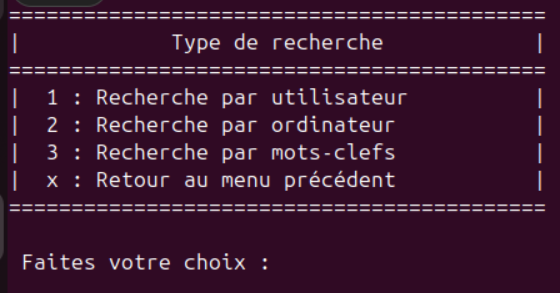 ===========================================
|            Type de recherche            |
===========================================
|  1 : Recherche par utilisateur          |
|  2 : Recherche par ordinateur           |
|  3 : Recherche par mots-clefs           |
|  x : Retour au menu précédent           |
===========================================
Faites votre choix :